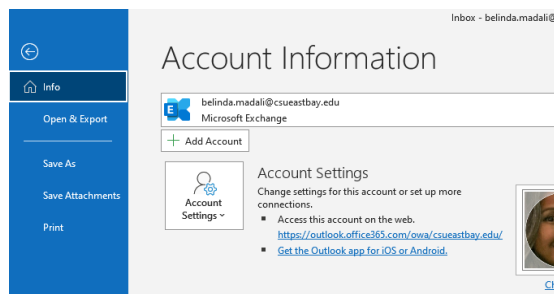 Inbox - belinda.madali@
Account Information
Info
Open & Export
Save As
Save Attachments
Print
belinda.madali@csueastbay.edu
Microsoft Exchange
Add Account
Account
Settings
Account Settings
Change settings for this account or set up more
connections.
Access this account on the web.
https://outlook.office365.com/owa/csueastbay.edu/
Get the Outlook app for iOS or Android.